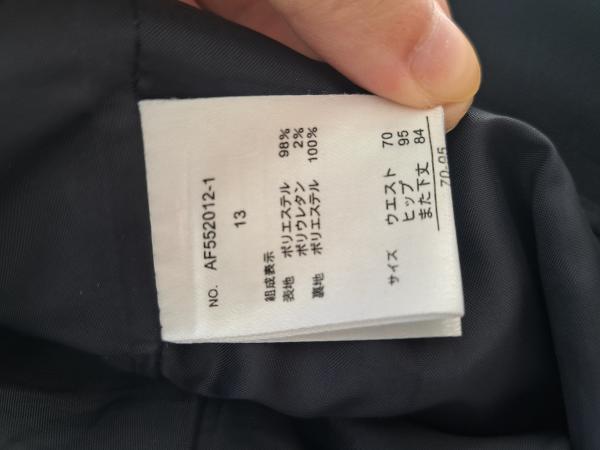 NO. AF552012-1
13
組成表示
表地 ポリエステル 98%
ポリウレタン 2%
裏地 ポリエステル 100%
サイズ ウエスト 70
ヒップ 95
また下丈 84
70-95